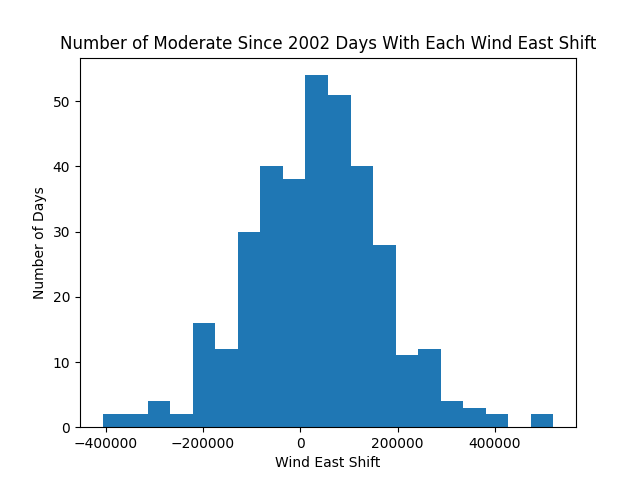 Number of Moderate Since 2002 Days With Each Wind East Shift
50
40
30
20
10
0
Number of Days
−400000 −200000 0 200000 400000
Wind East Shift